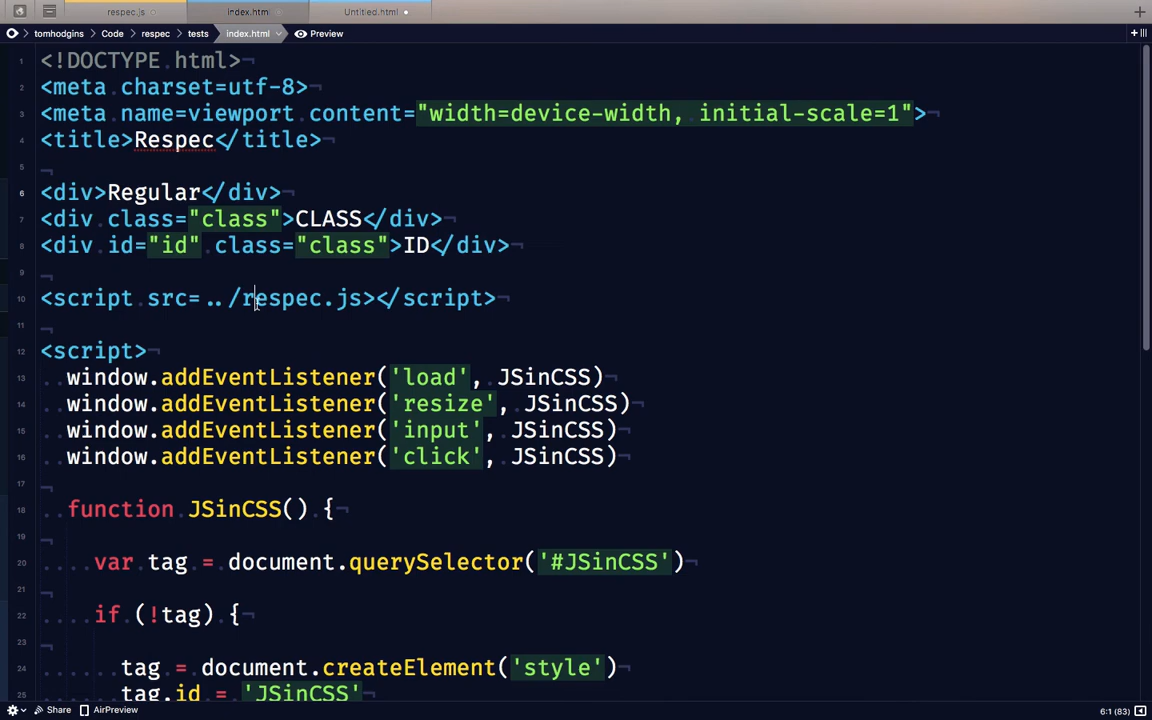 respec.js
index.html
Untitled.html
tomhodgins Code respec tests index.html Preview
1 <!DOCTYPE html>
2 <meta charset=utf-8>
3 <meta name=viewport content="width=device-width, initial-scale=1">
4 <title>Respec</title>
5
6 <div>Regular</div>
7 <div class="class">CLASS</div>
8 <div id="id" class="class">ID</div>
9
10 <script src=../respec.js></script>
11
12 <script>
13 window.addEventListener('load', JSinCSS)
14 window.addEventListener('resize', JSinCSS)
15 window.addEventListener('input', JSinCSS)
16 window.addEventListener('click', JSinCSS)
17
18 function JSinCSS() {
19
20 var tag = document.querySelector('#JSinCSS')
21
22 if (!tag) {
23
24 tag = document.createElement('style')
25 tag.id = 'JSinCSS'
Share AirPreview 6:1 (83)